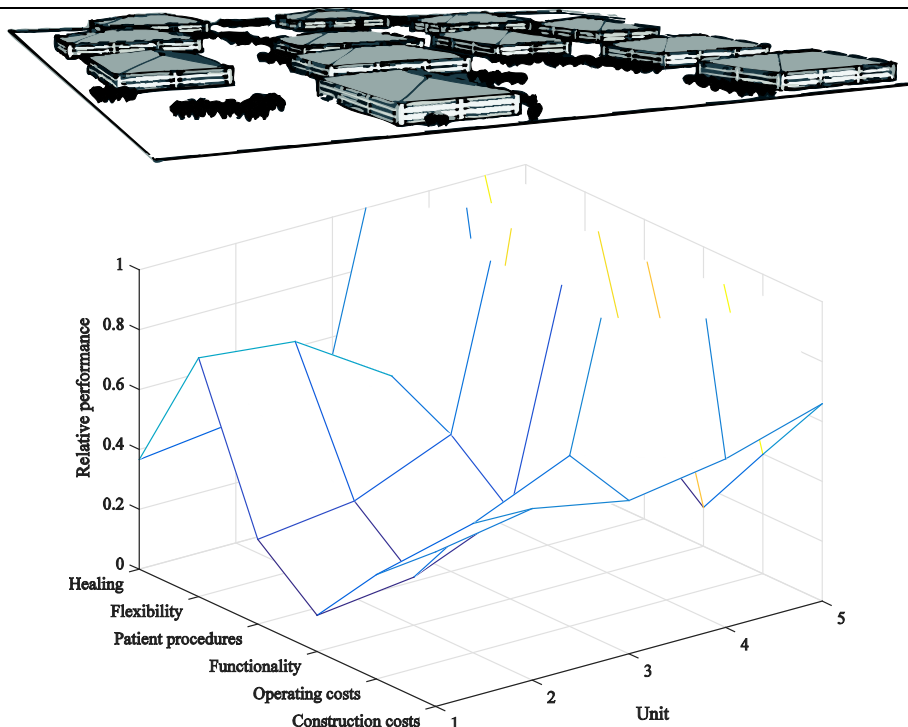 1
0.8
0.6
0.4
0.2
0
Relative performance
Healing
Flexibility
Patient procedures
Functionality
Operating costs
Construction costs
1
2
3
4
5
Unit